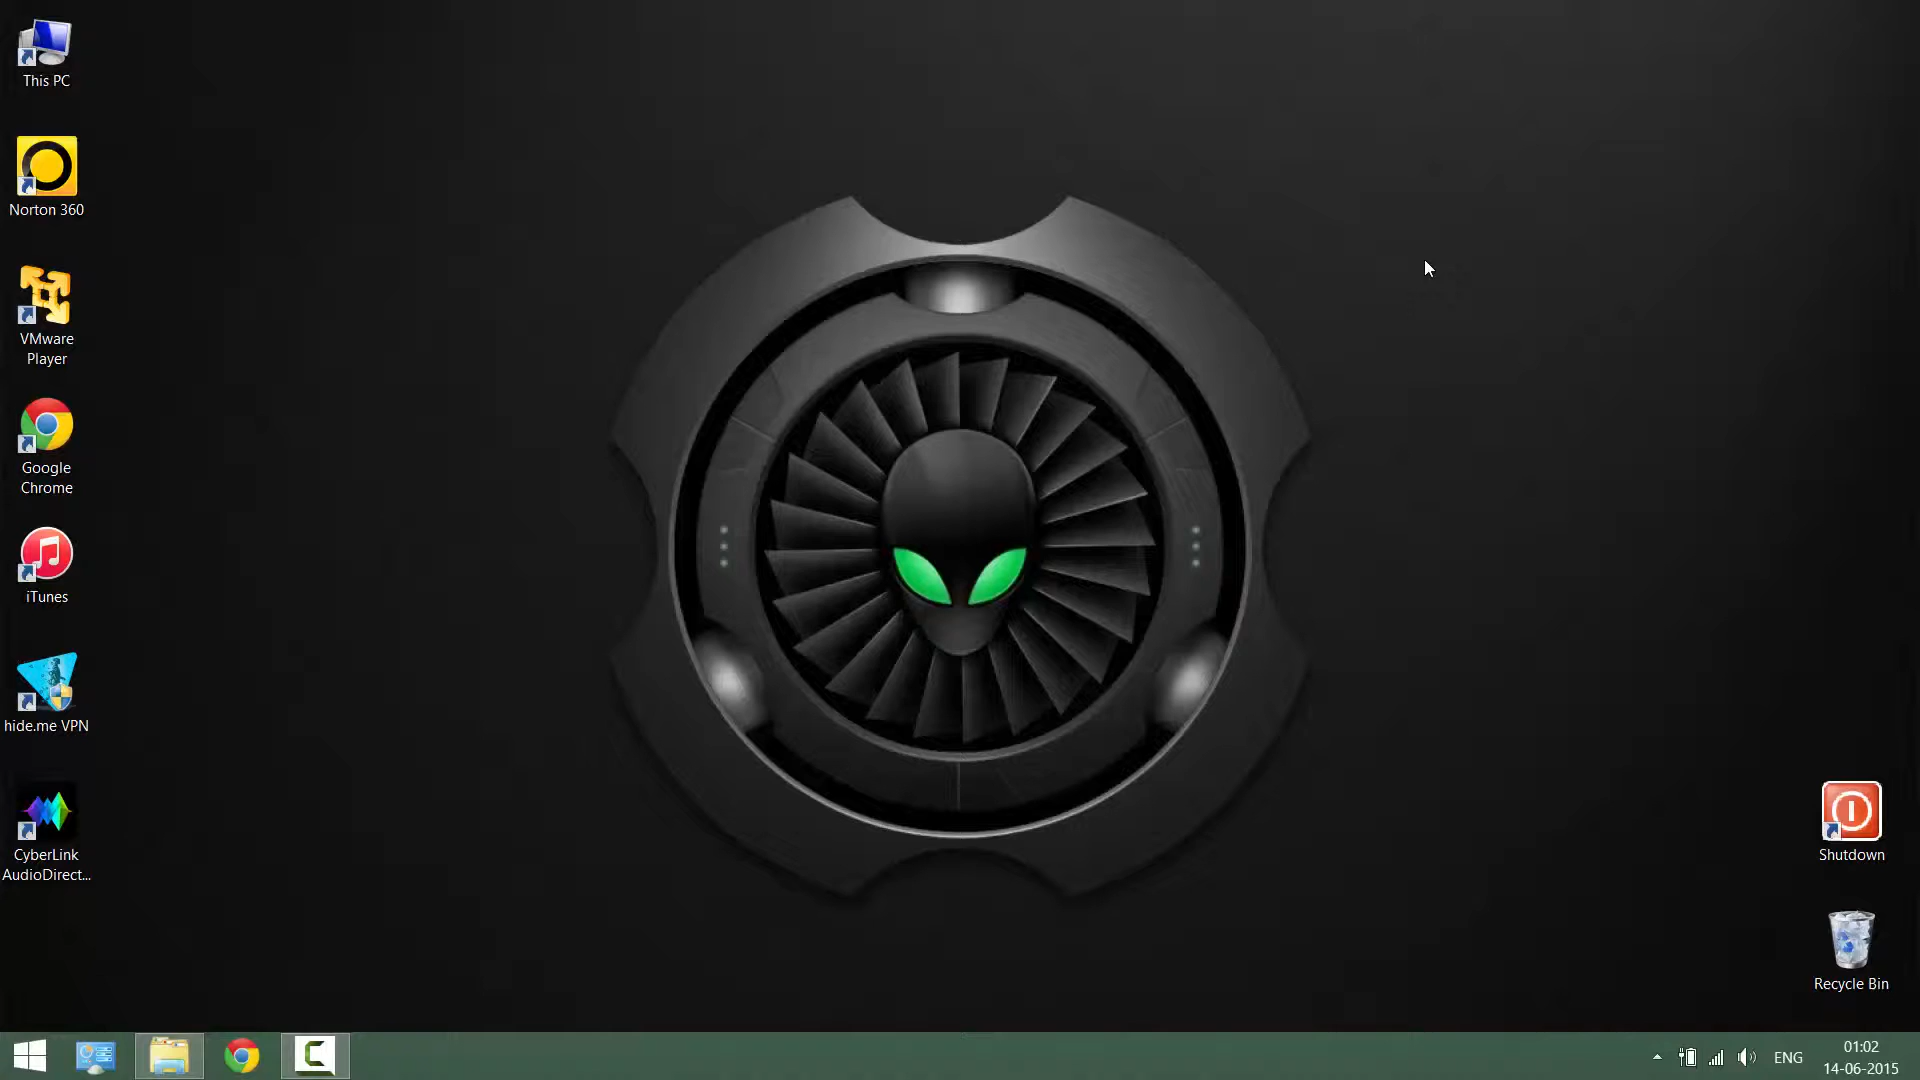 This PC
Norton 360
VMware
Player
Google
Chrome
iTunes
hide.me VPN
CyberLink
AudioDirect...
Shutdown
Recycle Bin
ENG
01:02
14-06-2015